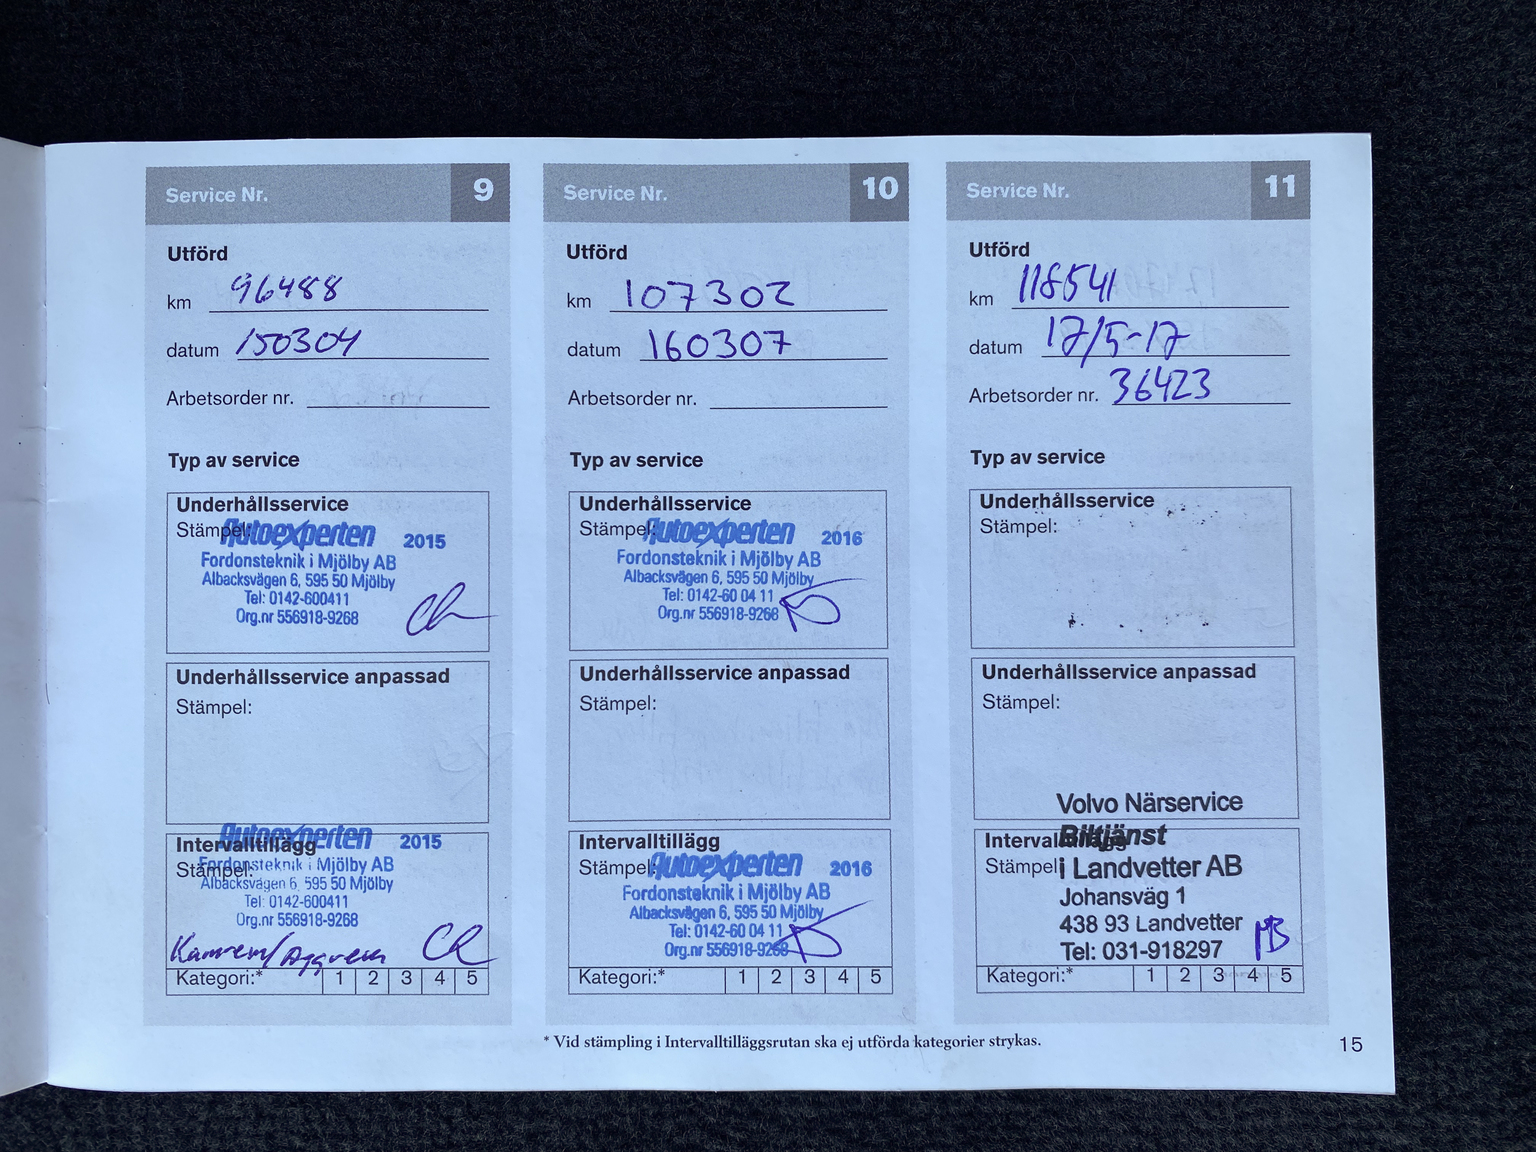 Service Nr. 9
Utförd
km 96488
datum 150304
Arbetsorder nr.
Typ av service
Underhållsservice
Stämpel:
Autoexperten 2015
Fordonsteknik i Mjölby AB
Albacksvägen 6, 595 50 Mjölby
Tel: 0142-600411
Org.nr 556918-9268
Underhållsservice anpassad
Stämpel:
Intervalltillägg
Stämpel:
Autoexperten 2015
Fordonsteknik i Mjölby AB
Albacksvägen 6, 595 50 Mjölby
Tel: 0142-600411
Org.nr 556918-9268
Kamrem/Aggrem
Kategori:* 1 2 3 4 5
Service Nr. 10
Utförd
km 107302
datum 160307
Arbetsorder nr.
Typ av service
Underhållsservice
Stämpel:
Autoexperten 2016
Fordonsteknik i Mjölby AB
Albacksvägen 6, 595 50 Mjölby
Tel: 0142-60 04 11
Org.nr 556918-9268
Underhållsservice anpassad
Stämpel:
Intervalltillägg
Stämpel:
Autoexperten 2016
Fordonsteknik i Mjölby AB
Albacksvägen 6, 595 50 Mjölby
Tel: 0142-60 04 11
Org.nr 556918-9268
Kategori:* 1 2 3 4 5
Service Nr. 11
Utförd
km 118541
datum 17/5-17
Arbetsorder nr. 36423
Typ av service
Underhållsservice
Stämpel:
Underhållsservice anpassad
Stämpel:
Intervalltillägg
Stämpel:
Volvo Närservice
Biltjänst
i Landvetter AB
Johansväg 1
438 93 Landvetter
Tel: 031-918297
MB
Kategori:* 1 2 3 4 5
* Vid stämpling i Intervalltilläggsrutan ska ej utförda kategorier strykas.
15